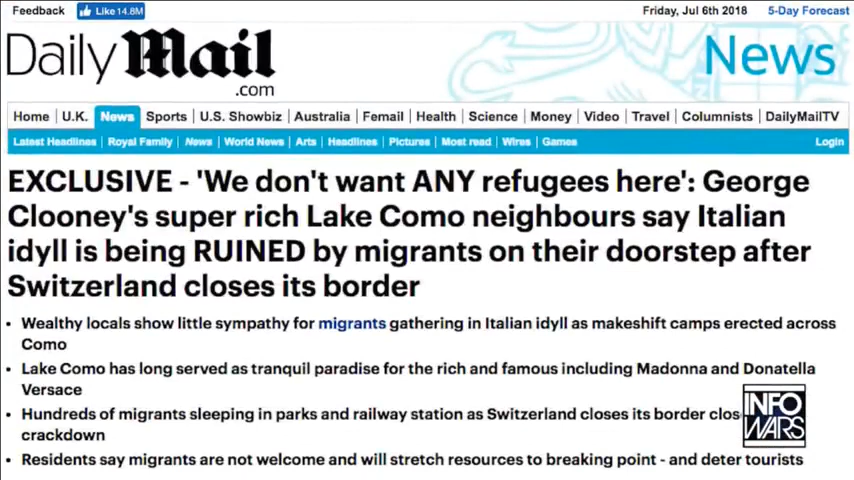 Feedback Like 14.8M Friday, Jul 6th 2018 5-Day Forecast
Daily Mail .com News
Home U.K. News Sports U.S. Showbiz Australia Femail Health Science Money Video Travel Columnists DailyMailTV
Latest Headlines Royal Family News World News Arts Headlines Pictures Most read Wires Games Login
EXCLUSIVE - 'We don't want ANY refugees here': George
Clooney's super rich Lake Como neighbours say Italian
idyll is being RUINED by migrants on their doorstep after
Switzerland closes its border
• Wealthy locals show little sympathy for migrants gathering in Italian idyll as makeshift camps erected across
Como
• Lake Como has long served as tranquil paradise for the rich and famous including Madonna and Donatella
Versace
• Hundreds of migrants sleeping in parks and railway station as Switzerland closes its border
crackdown
• Residents say migrants are not welcome and will stretch resources to breaking point - and deter tourists
INFO
WARS